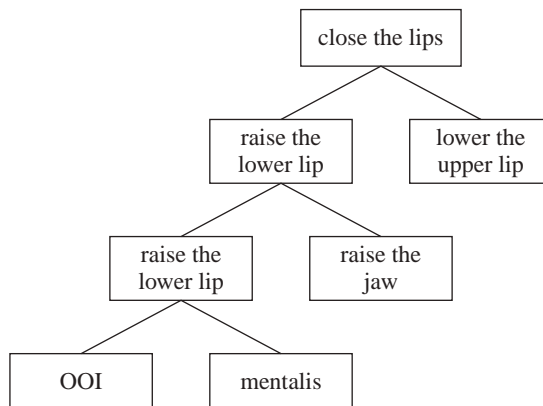 close the lips
raise the
lower lip
lower the
upper lip
raise the
lower lip
raise the
jaw
OOI
mentalis